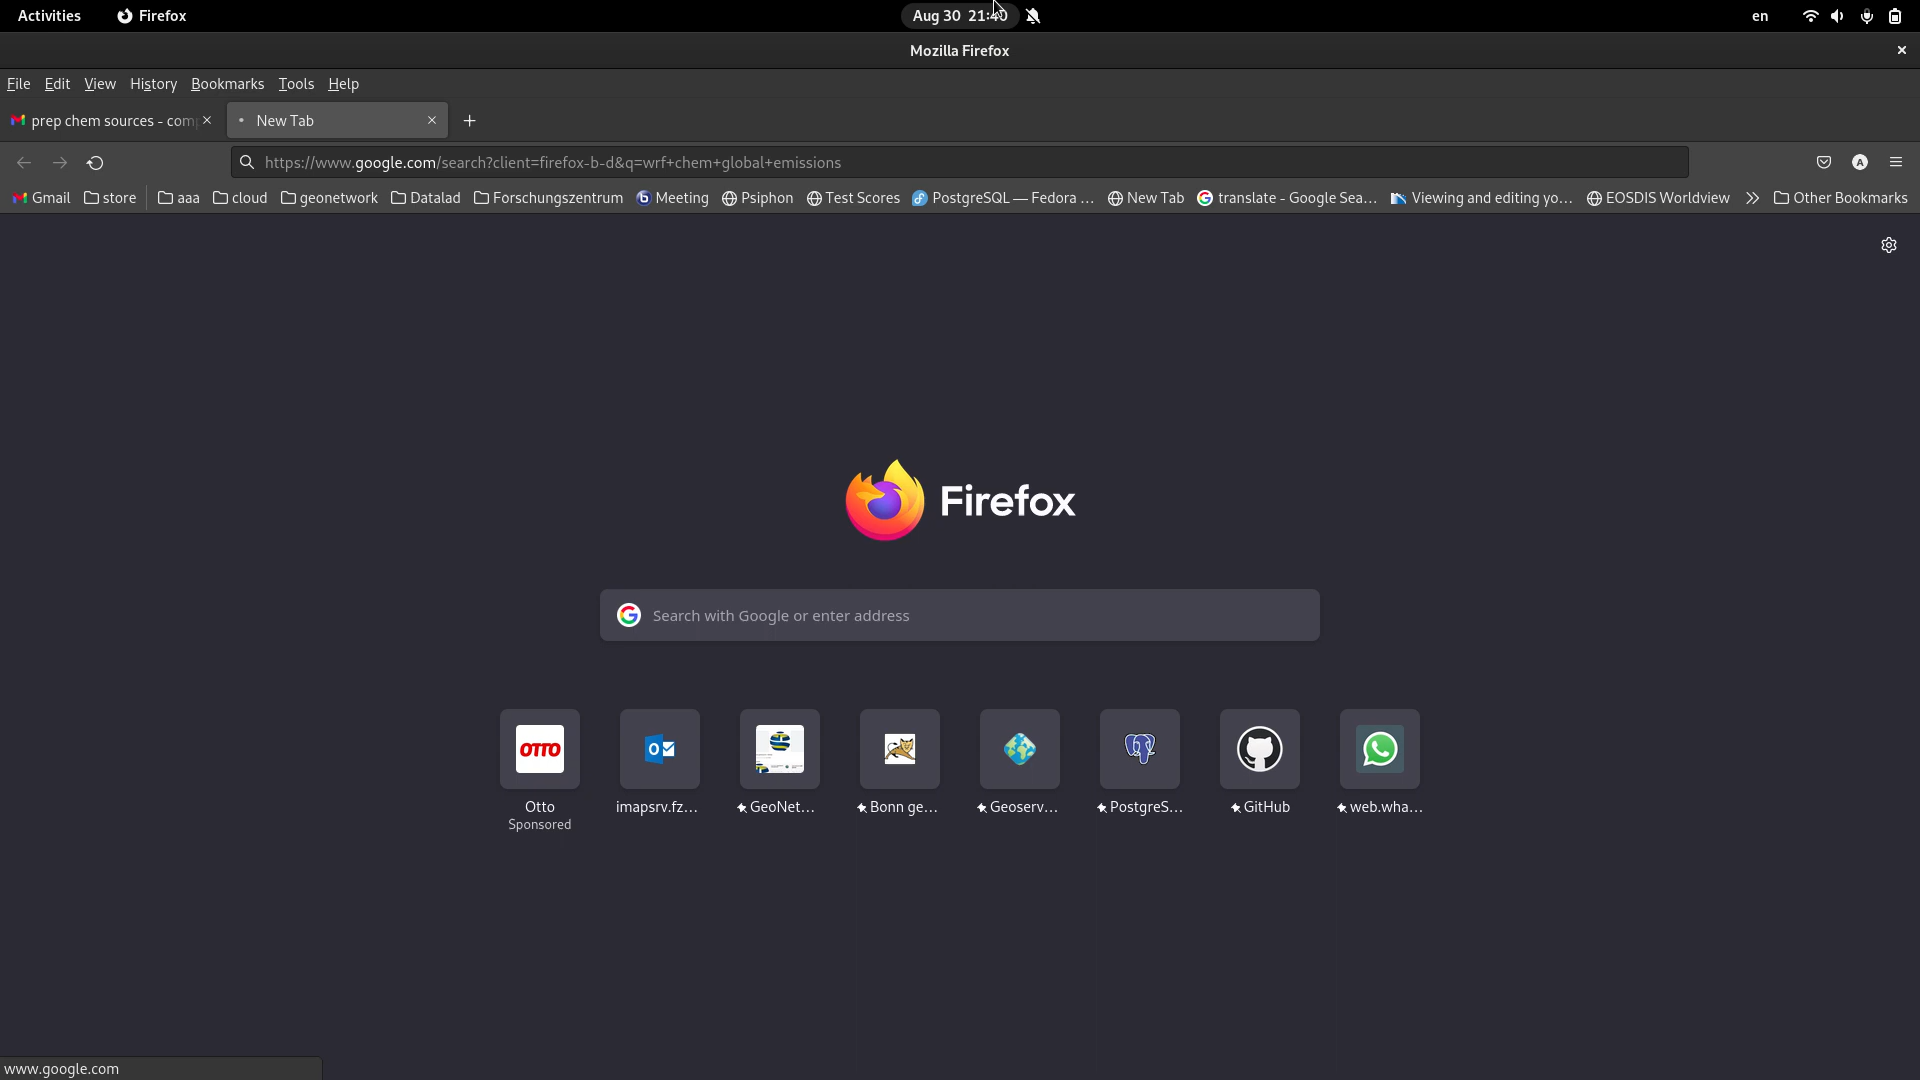 Activities Firefox Aug 30 21:40 en
Mozilla Firefox
File Edit View History Bookmarks Tools Help
prep chem sources - com New Tab
https://www.google.com/search?client=firefox-b-d&q=wrf+chem+global+emissions A
Gmail store aaa cloud geonetwork Datalad Forschungszentrum Meeting Psiphon Test Scores PostgreSQL — Fedora ... New Tab translate - Google Sea... Viewing and editing yo... EOSDIS Worldview Other Bookmarks
Firefox
Search with Google or enter address
OTTO
Otto imapsrv.fz... GeoNet... Bonn ge... Geoserv... PostgreS... GitHub web.wha...
Sponsored
www.google.com